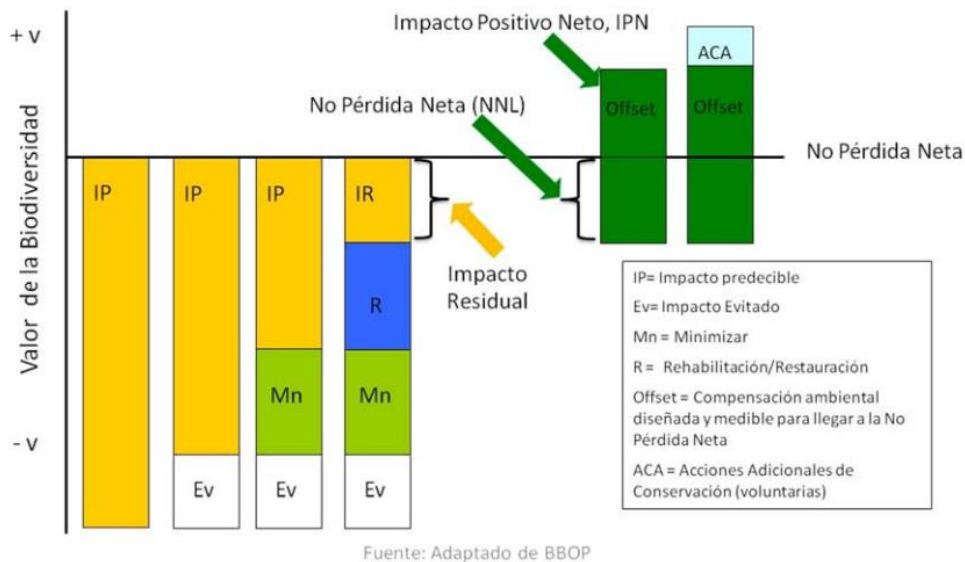 + v
Impacto Positivo Neto, IPN
ACA
Offset
Offset
No Pérdida Neta (NNL)
No Pérdida Neta
Valor de la Biodiversidad
IP
IP
IP
IR
Impacto
Residual
R
Mn
Mn
- v
Ev
Ev
Ev
IP= Impacto predecible
Ev= Impacto Evitado
Mn = Minimizar
R = Rehabilitación/Restauración
Offset = Compensación ambiental
diseñada y medible para llegar a la No
Pérdida Neta
ACA = Acciones Adicionales de
Conservación (voluntarias)
Fuente: Adaptado de BBOP